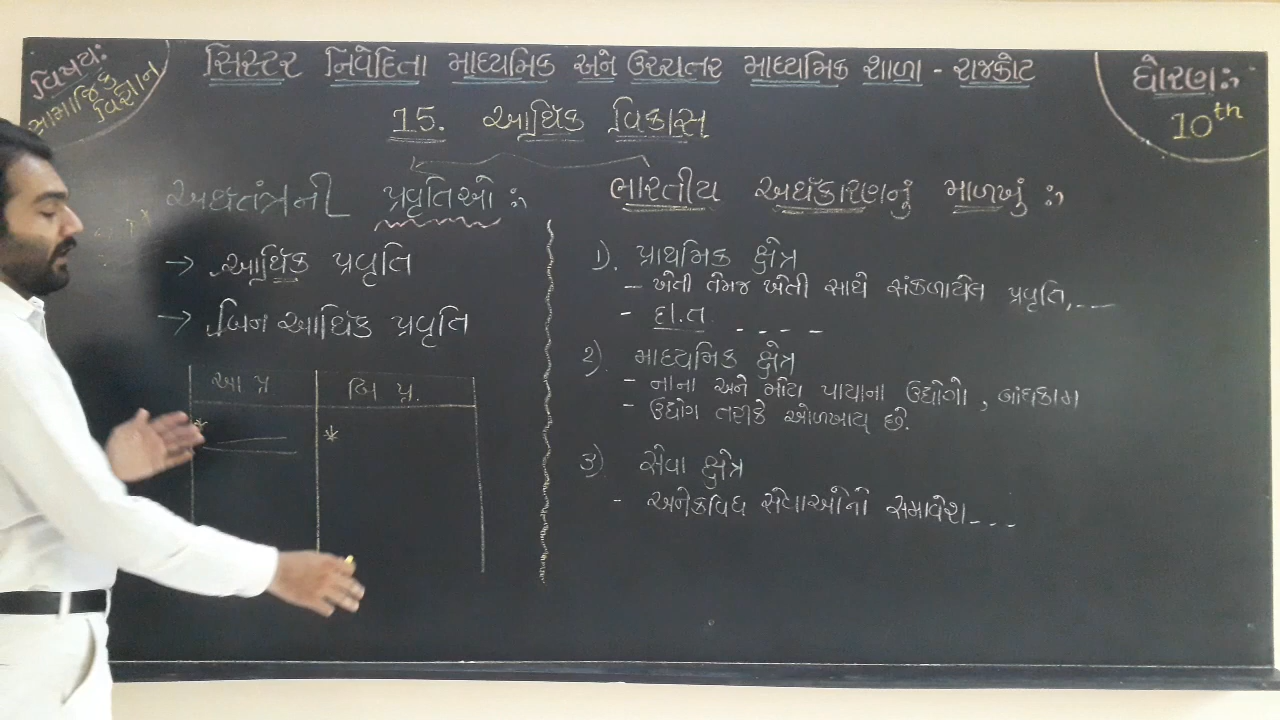 વિષય:
સામાજિક
વિજ્ઞાન
સિસ્ટર નિવેદિતા માધ્યમિક અને ઉચ્ચતર માધ્યમિક શાળા - રાજકોટ
ધોરણ :-
10th
15. આર્થિક વિકાસ
અર્થતંત્રની પ્રવૃતિઓ :-
→ આર્થિક પ્રવૃતિ
→ બિન આર્થિક પ્રવૃતિ
આ પ્ર બિ પ્ર.
* *
ભારતીય અર્થકારણનું માળખું :-
1). પ્રાથમિક ક્ષેત્ર
- ખેતી તેમજ ખેતી સાથે સંકળાયેલ પ્રવૃતિ, ---
- દા.ત. ----
૨) માધ્યમિક ક્ષેત્ર
- નાના અને મોટા પાયાના ઉદ્યોગો , બાંધકામ
- ઉદ્યોગ તરીકે ઓળખાય છે.
૩) સેવા ક્ષેત્ર
- અનેકવિધ સેવાઓનો સમાવેશ ---